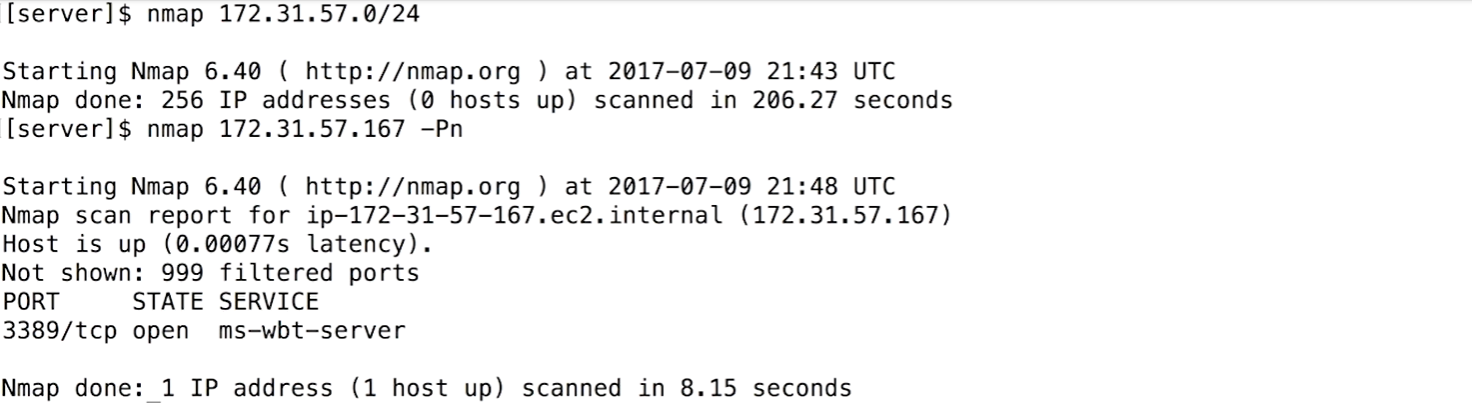 [server]$ nmap 172.31.57.0/24
Starting Nmap 6.40 ( http://nmap.org ) at 2017-07-09 21:43 UTC
Nmap done: 256 IP addresses (0 hosts up) scanned in 206.27 seconds
[server]$ nmap 172.31.57.167 -Pn
Starting Nmap 6.40 ( http://nmap.org ) at 2017-07-09 21:48 UTC
Nmap scan report for ip-172-31-57-167.ec2.internal (172.31.57.167)
Host is up (0.00077s latency).
Not shown: 999 filtered ports
PORT     STATE SERVICE
3389/tcp open  ms-wbt-server
Nmap done: 1 IP address (1 host up) scanned in 8.15 seconds